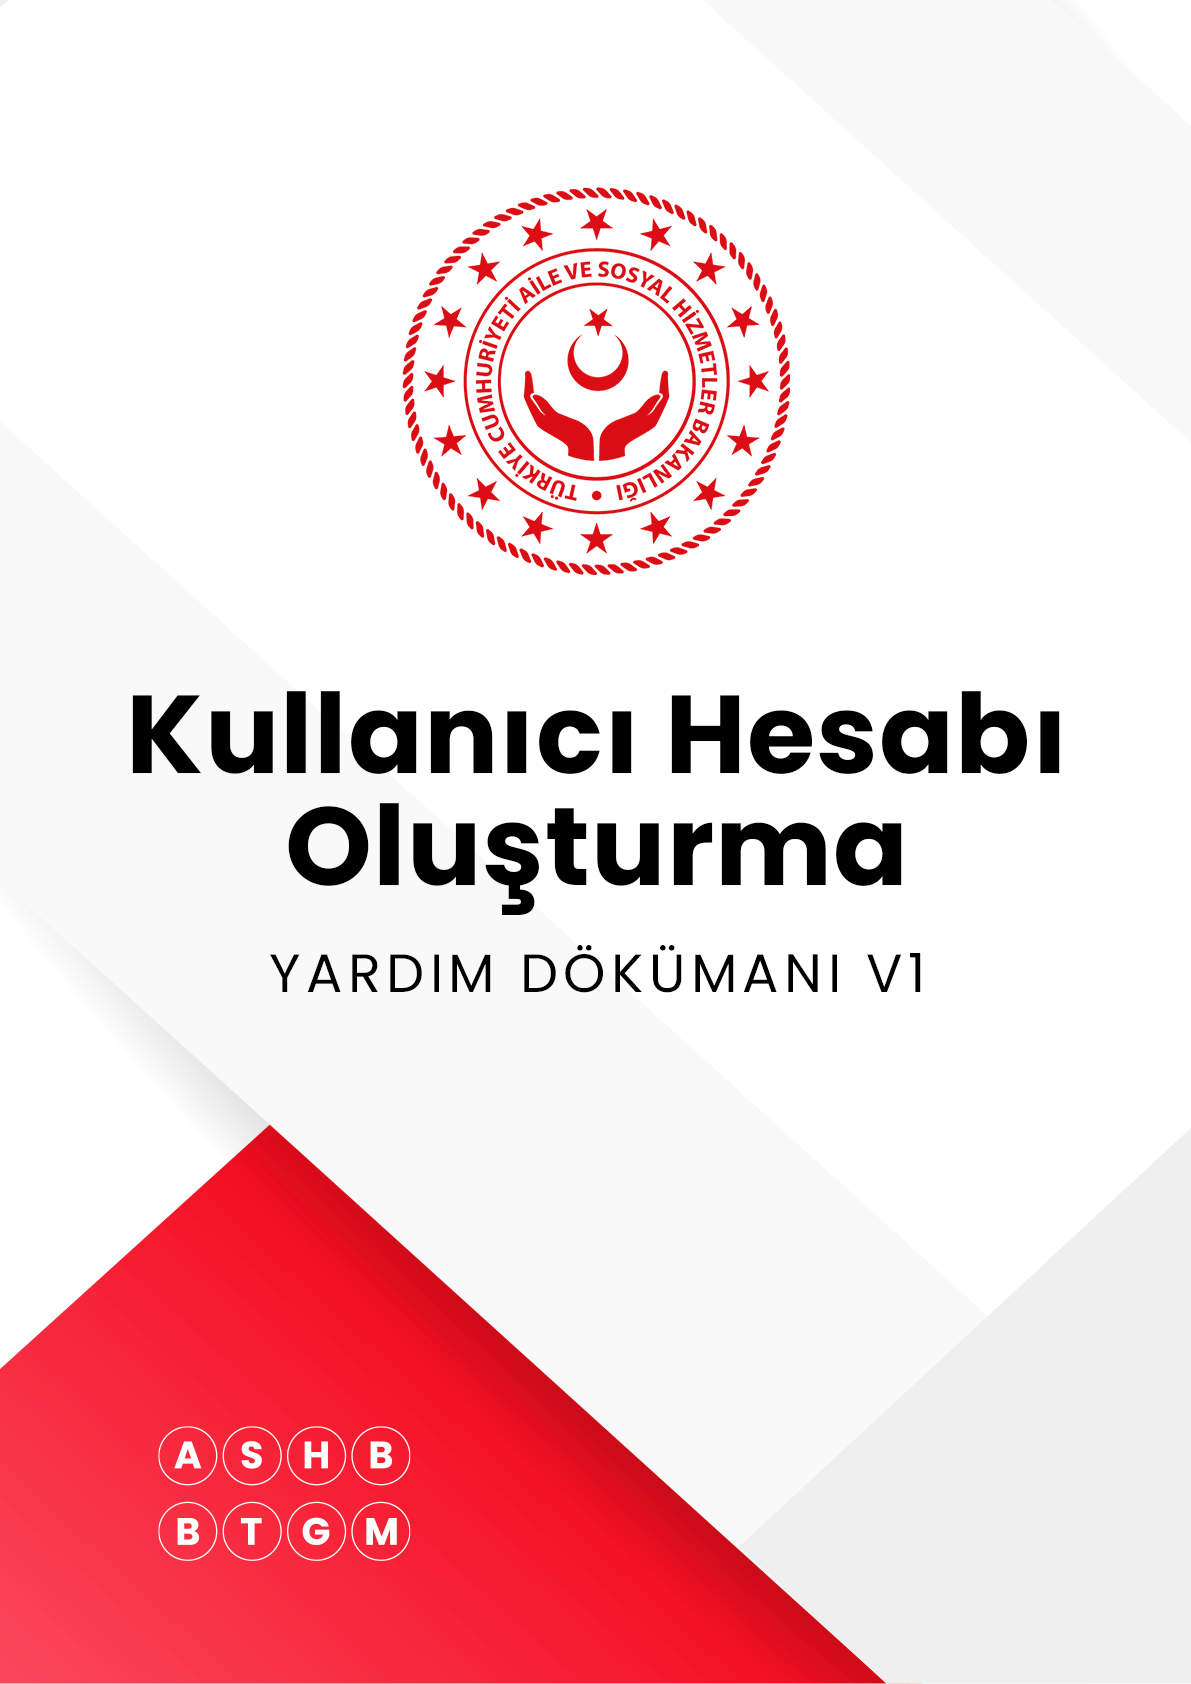 TÜRKİYE CUMHURİYETİ AİLE VE SOSYAL HİZMETLER BAKANLIĞI
Kullanıcı Hesabı
Oluşturma
YARDIM DÖKÜMANI V1
ASHB
BTGM